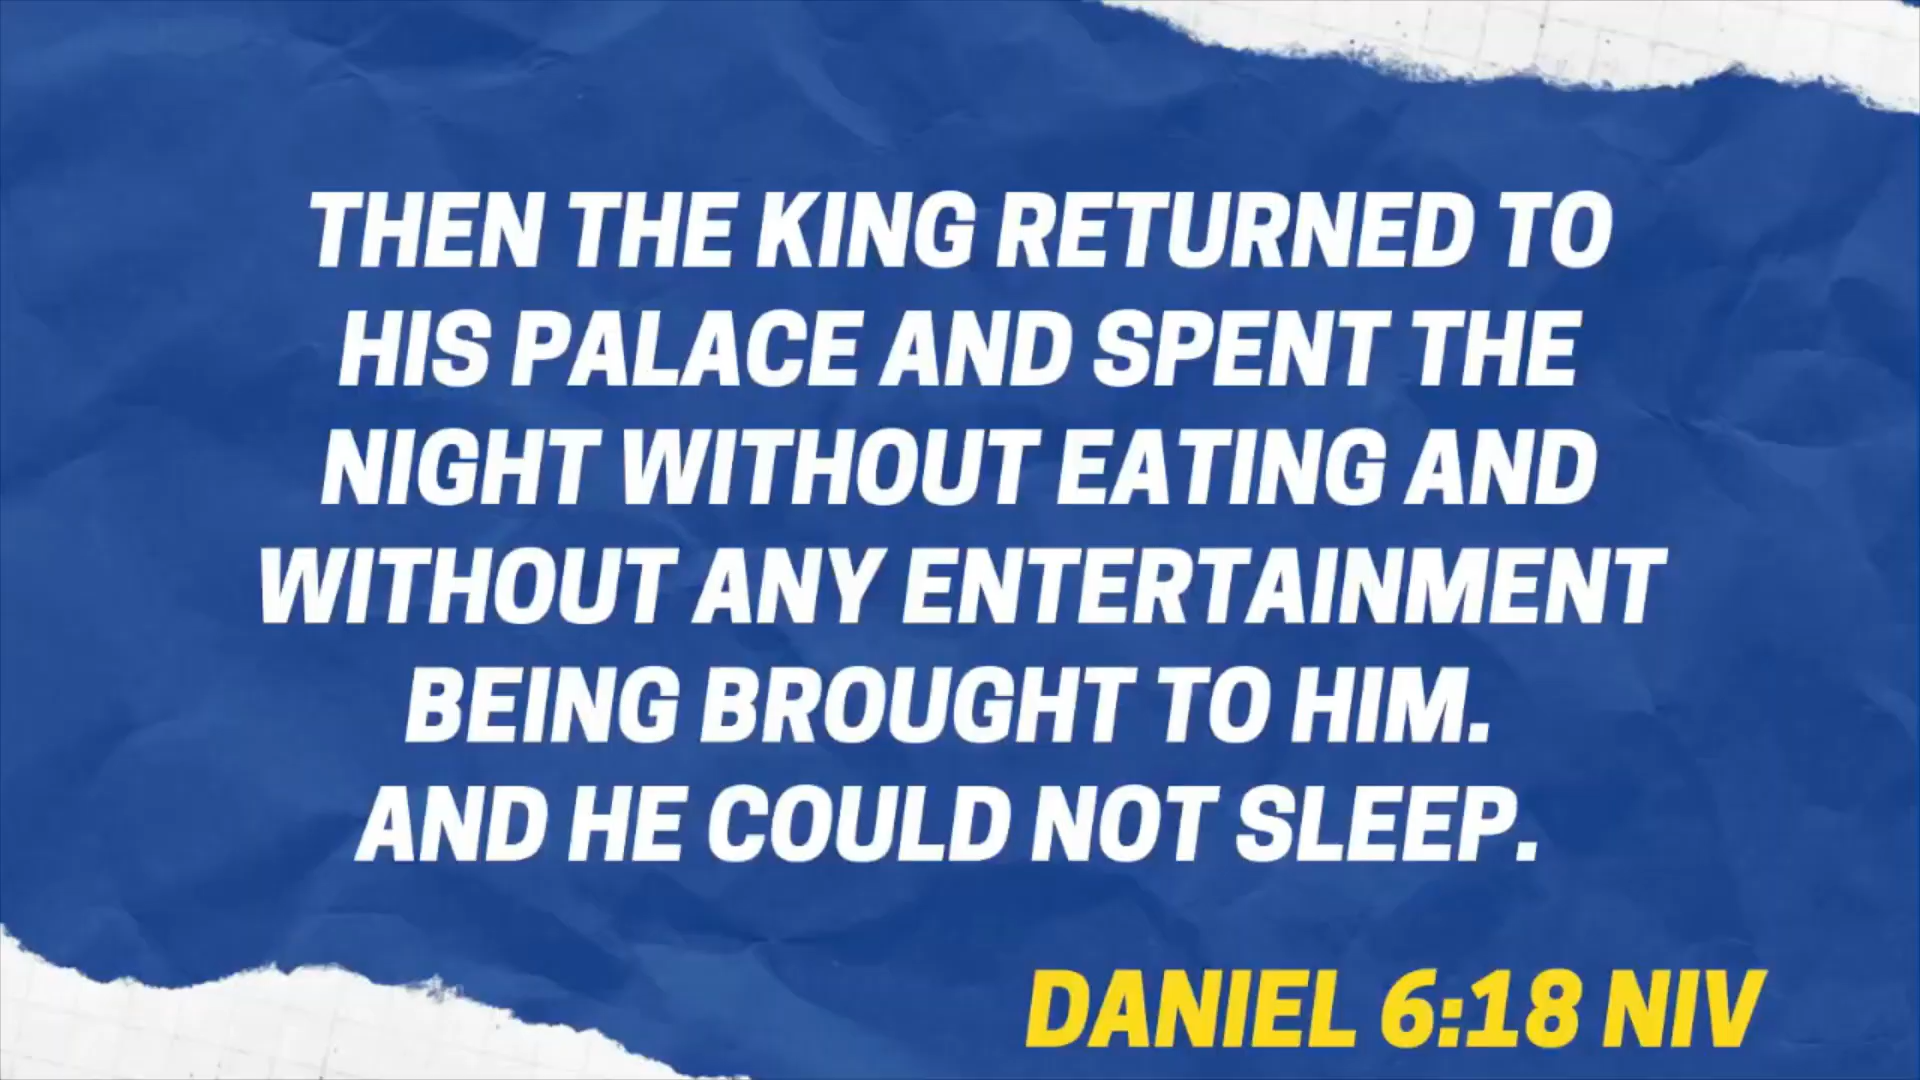 THEN THE KING RETURNED TO
HIS PALACE AND SPENT THE
NIGHT WITHOUT EATING AND
WITHOUT ANY ENTERTAINMENT
BEING BROUGHT TO HIM.
AND HE COULD NOT SLEEP.
DANIEL 6:18 NIV